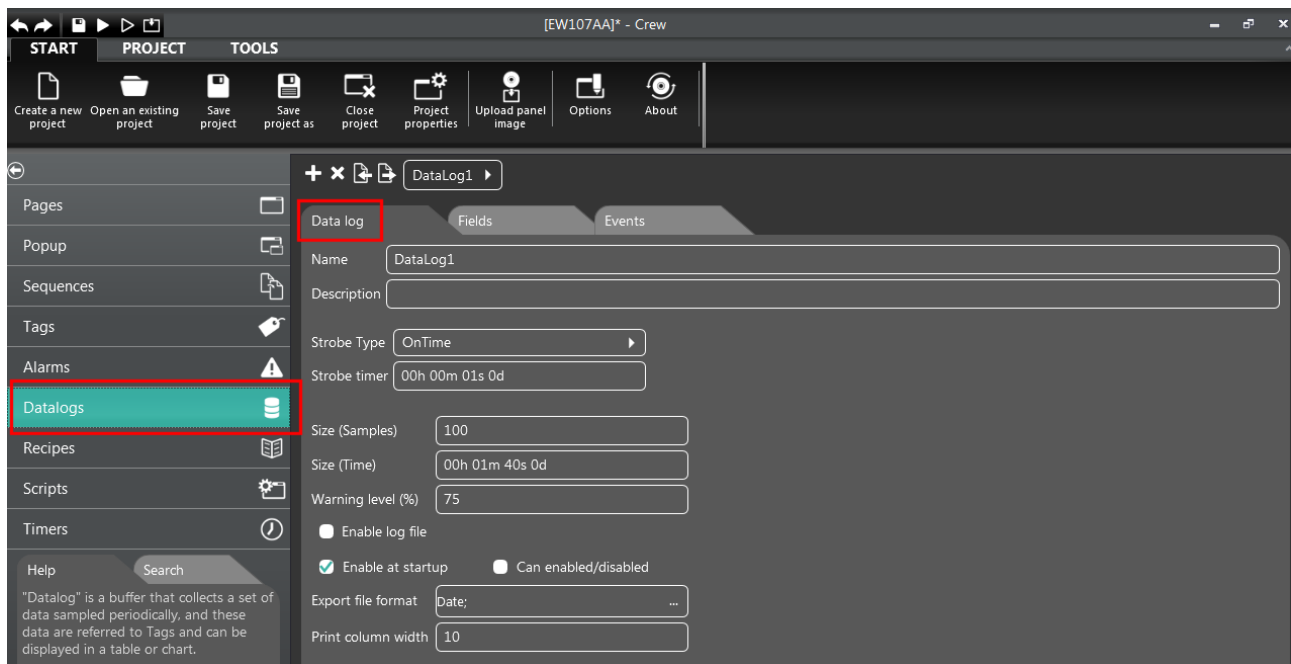 [EW107AA]* - Crew
START PROJECT TOOLS
Create a new project
Open an existing project
Save project
Save project as
Close project
Project properties
Upload panel image
Options
About
Pages
Popup
Sequences
Tags
Alarms
Datalogs
Recipes
Scripts
Timers
Help Search
"Datalog" is a buffer that collects a set of
data sampled periodically, and these
data are referred to Tags and can be
displayed in a table or chart.
DataLog1
Data log Fields Events
Name DataLog1
Description
Strobe Type OnTime
Strobe timer 00h 00m 01s 0d
Size (Samples) 100
Size (Time) 00h 01m 40s 0d
Warning level (%) 75
Enable log file
Enable at startup Can enabled/disabled
Export file format Date; ...
Print column width 10